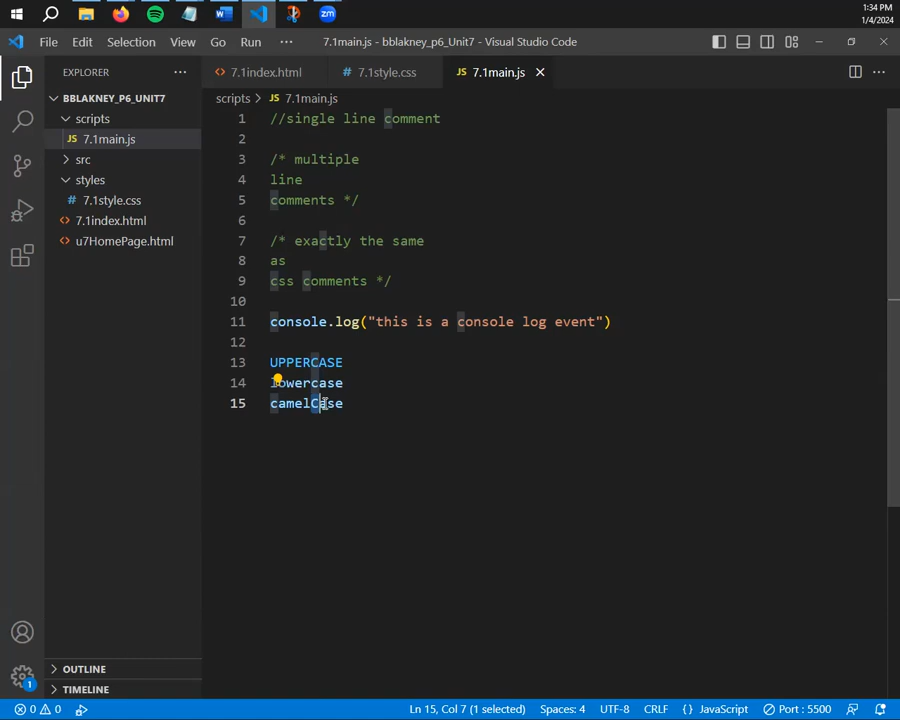 1:34 PM
1/4/2024
File Edit Selection View Go Run ··· 7.1main.js - bblakney_p6_Unit7 - Visual Studio Code
EXPLORER ···
<> 7.1index.html # 7.1style.css JS 7.1main.js
BBLAKNEY_P6_UNIT7
scripts > JS 7.1main.js
scripts
JS 7.1main.js
src
styles
# 7.1style.css
<> 7.1index.html
<> u7HomePage.html
1 //single line comment
2
3 /* multiple
4 line
5 comments */
6
7 /* exactly the same
8 as
9 css comments */
10
11 console.log("this is a console log event")
12
13 UPPERCASE
14 lowercase
15 camelCase
OUTLINE
TIMELINE
1
0 0 Ln 15, Col 7 (1 selected) Spaces: 4 UTF-8 CRLF {} JavaScript Port : 5500